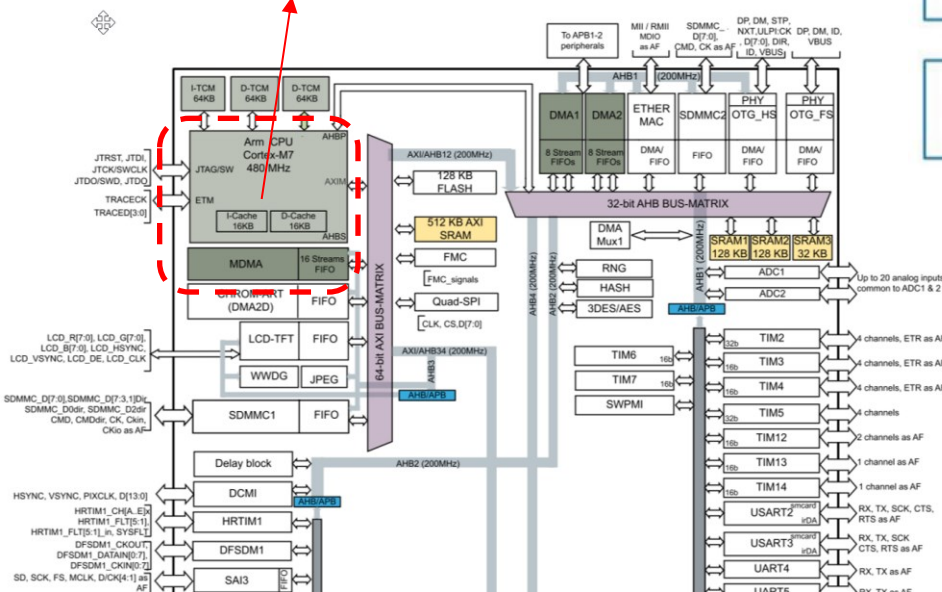 To APB1-2
peripherals
MII / RMII
MDIO
as AF
SDMMC_
D[7:0],
CMD, CK as AF
DP, DM, STP,
NXT,ULPI:CK
, D[7:0], DIR,
ID, VBUS
DP, DM, ID,
VBUS
I-TCM
64KB
D-TCM
64KB
D-TCM
64KB
AHB1 (200MHz)
DMA1
DMA2
ETHER
MAC
SDMMC2
PHY
OTG_HS
PHY
OTG_FS
8 Stream
FIFOs
8 Stream
FIFOs
DMA/
FIFO
FIFO
DMA/
FIFO
DMA/
FIFO
Arm CPU
Cortex-M7
480 MHz
AHBP
AXIM
AHBS
JTAG/SW
ETM
I-Cache
16KB
D-Cache
16KB
JTRST, JTDI,
JTCK/SWCLK
JTDO/SWD, JTDO
TRACECK
TRACED[3:0]
MDMA
16 Streams
FIFO
CHROM-ART
(DMA2D)
FIFO
LCD-TFT
FIFO
WWDG
JPEG
SDMMC1
FIFO
LCD_R[7:0], LCD_G[7:0],
LCD_B[7:0], LCD_HSYNC,
LCD_VSYNC, LCD_DE, LCD_CLK
SDMMC_D[7:0],SDMMC_D[7:3,1]Dir
SDMMC_D0dir, SDMMC_D2dir
CMD, CMDdir, CK, Ckin,
CKio as AF
64-bit AXI BUS-MATRIX
AXI/AHB12 (200MHz)
128 KB
FLASH
512 KB AXI
SRAM
FMC
FMC_signals
Quad-SPI
CLK, CS,D[7:0]
AXI/AHB34 (200MHz)
AHB3
AHB/APB
32-bit AHB BUS-MATRIX
DMA
Mux1
SRAM1
128 KB
SRAM2
128 KB
SRAM3
32 KB
AHB4 (200MHz)
AHB2 (200MHz)
AHB1 (200MHz)
RNG
HASH
3DES/AES
ADC1
ADC2
Up to 20 analog inputs
common to ADC1 & 2
AHB/APB
TIM6
16b
TIM7
16b
SWPMI
TIM2
32b
4 channels, ETR as AF
TIM3
16b
4 channels, ETR as AF
TIM4
16b
4 channels, ETR as AF
TIM5
32b
4 channels
TIM12
16b
2 channels as AF
TIM13
16b
1 channel as AF
TIM14
16b
1 channel as AF
USART2
smcard
irDA
RX, TX, SCK, CTS,
RTS as AF
USART3
smcard
irDA
RX, TX, SCK
CTS, RTS as AF
UART4
RX, TX as AF
UART5
RX, TX as AF
Delay block
AHB2 (200MHz)
DCMI
AHB/APB
HRTIM1
DFSDM1
SAI3
FIFO
HSYNC, VSYNC, PIXCLK, D[13:0]
HRTIM1_CH[A..E]x
HRTIM1_FLT[5:1],
HRTIM1_FLT[5:1]_in, SYSFLT
DFSDM1_CKOUT,
DFSDM1_DATAIN[0:7],
DFSDM1_CKIN[0:7]
SD, SCK, FS, MCLK, D/CK[4:1] as
AF